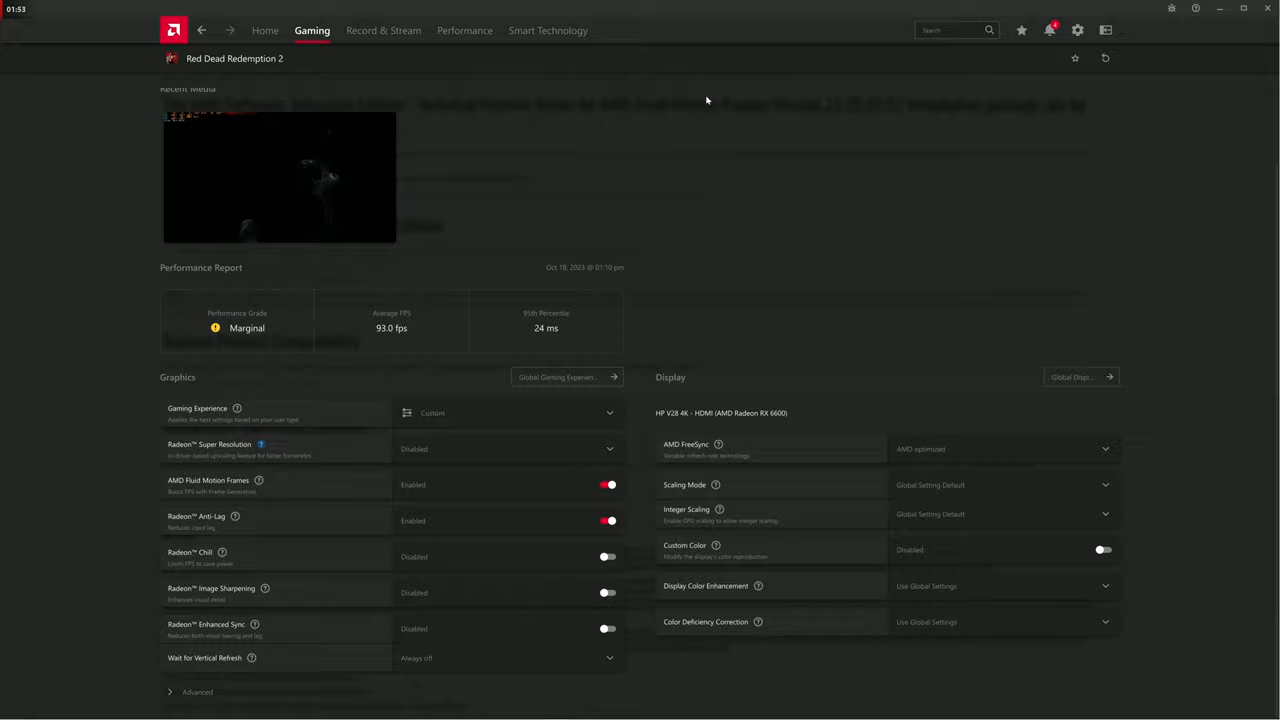 01:53
Home
Gaming
Record & Stream
Performance
Smart Technology
Search
4
Red Dead Redemption 2
Recent Media
Performance Report
Oct 18, 2023 @ 01:10 pm
Performance Grade
Marginal
Average FPS
93.0 fps
95th Percentile
24 ms
Graphics
Global Gaming Experien...
Gaming Experience
Applies the best settings based on your user type
Custom
Radeon™ Super Resolution
In driver-based upscaling feature for faster framerates
Disabled
AMD Fluid Motion Frames
Boost FPS with Frame Generation
Enabled
Radeon™ Anti-Lag
Reduces input lag
Enabled
Radeon™ Chill
Limits FPS to save power
Disabled
Radeon™ Image Sharpening
Enhances visual detail
Disabled
Radeon™ Enhanced Sync
Reduces both visual tearing and lag
Disabled
Wait for Vertical Refresh
Always off
Advanced
Display
Global Displ...
HP V28 4K - HDMI (AMD Radeon RX 6600)
AMD FreeSync
Variable refresh-rate technology.
AMD optimized
Scaling Mode
Global Setting Default
Integer Scaling
Enable GPU scaling to allow integer scaling.
Global Setting Default
Custom Color
Modify the display's color reproduction.
Disabled
Display Color Enhancement
Use Global Settings
Color Deficiency Correction
Use Global Settings